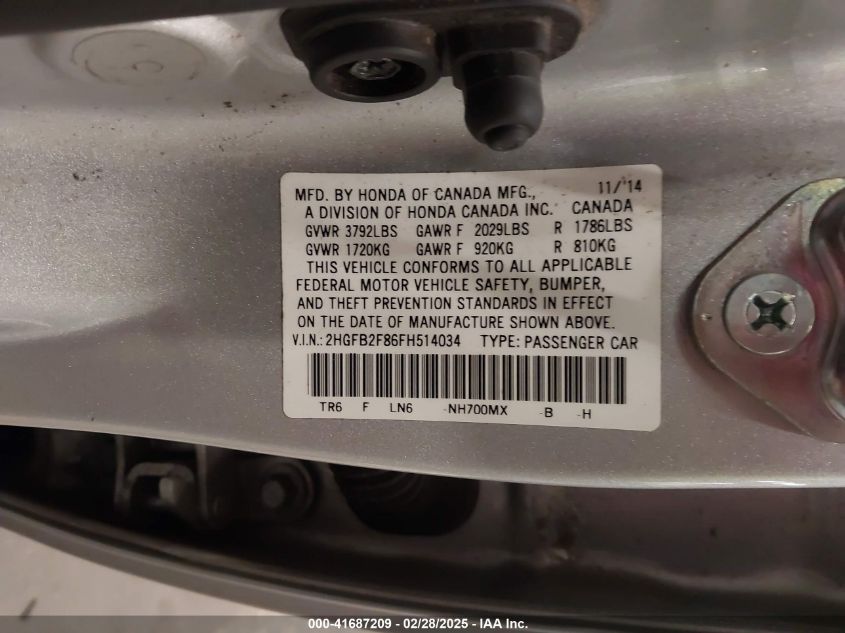 MFD. BY HONDA OF CANADA MFG., 11/'14
A DIVISION OF HONDA CANADA INC. CANADA
GVWR 3792LBS GAWR F 2029LBS R 1786LBS
GVWR 1720KG GAWR F 920KG R 810KG
THIS VEHICLE CONFORMS TO ALL APPLICABLE
FEDERAL MOTOR VEHICLE SAFETY, BUMPER,
AND THEFT PREVENTION STANDARDS IN EFFECT
ON THE DATE OF MANUFACTURE SHOWN ABOVE.
V.I.N.: 2HGFB2F86FH514034 TYPE: PASSENGER CAR
TR6 F LN6 -NH700MX -B -H
000-41687209 - 02/28/2025 - IAA Inc.